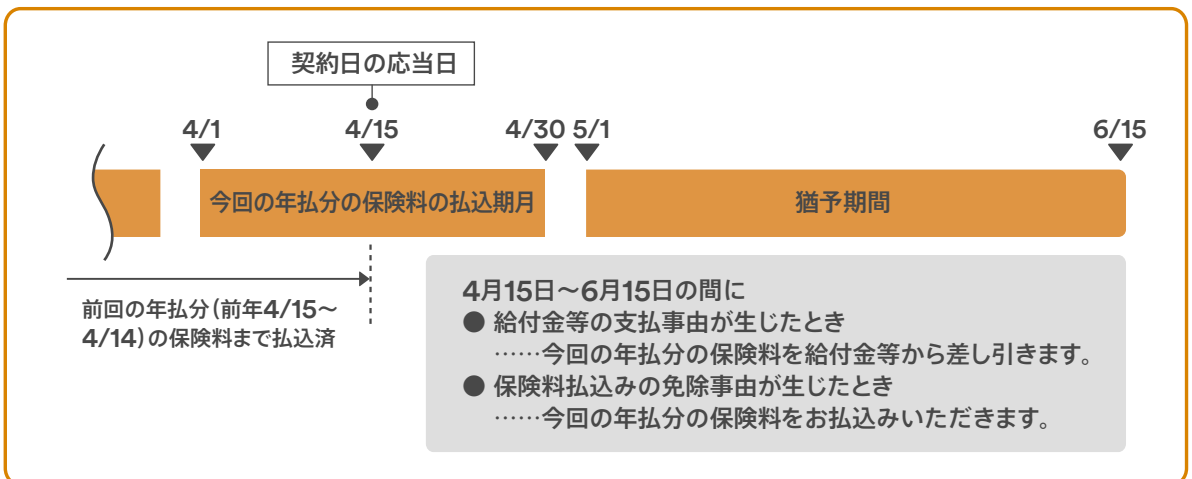 契約日の応当日
4/1 4/15 4/30 5/1 6/15
今回の年払分の保険料の払込期月 猶予期間
前回の年払分(前年4/15～
4/14)の保険料まで払込済
4月15日～6月15日の間に
● 給付金等の支払事由が生じたとき
……今回の年払分の保険料を給付金等から差し引きます。
● 保険料払込みの免除事由が生じたとき
……今回の年払分の保険料をお払込みいただきます。